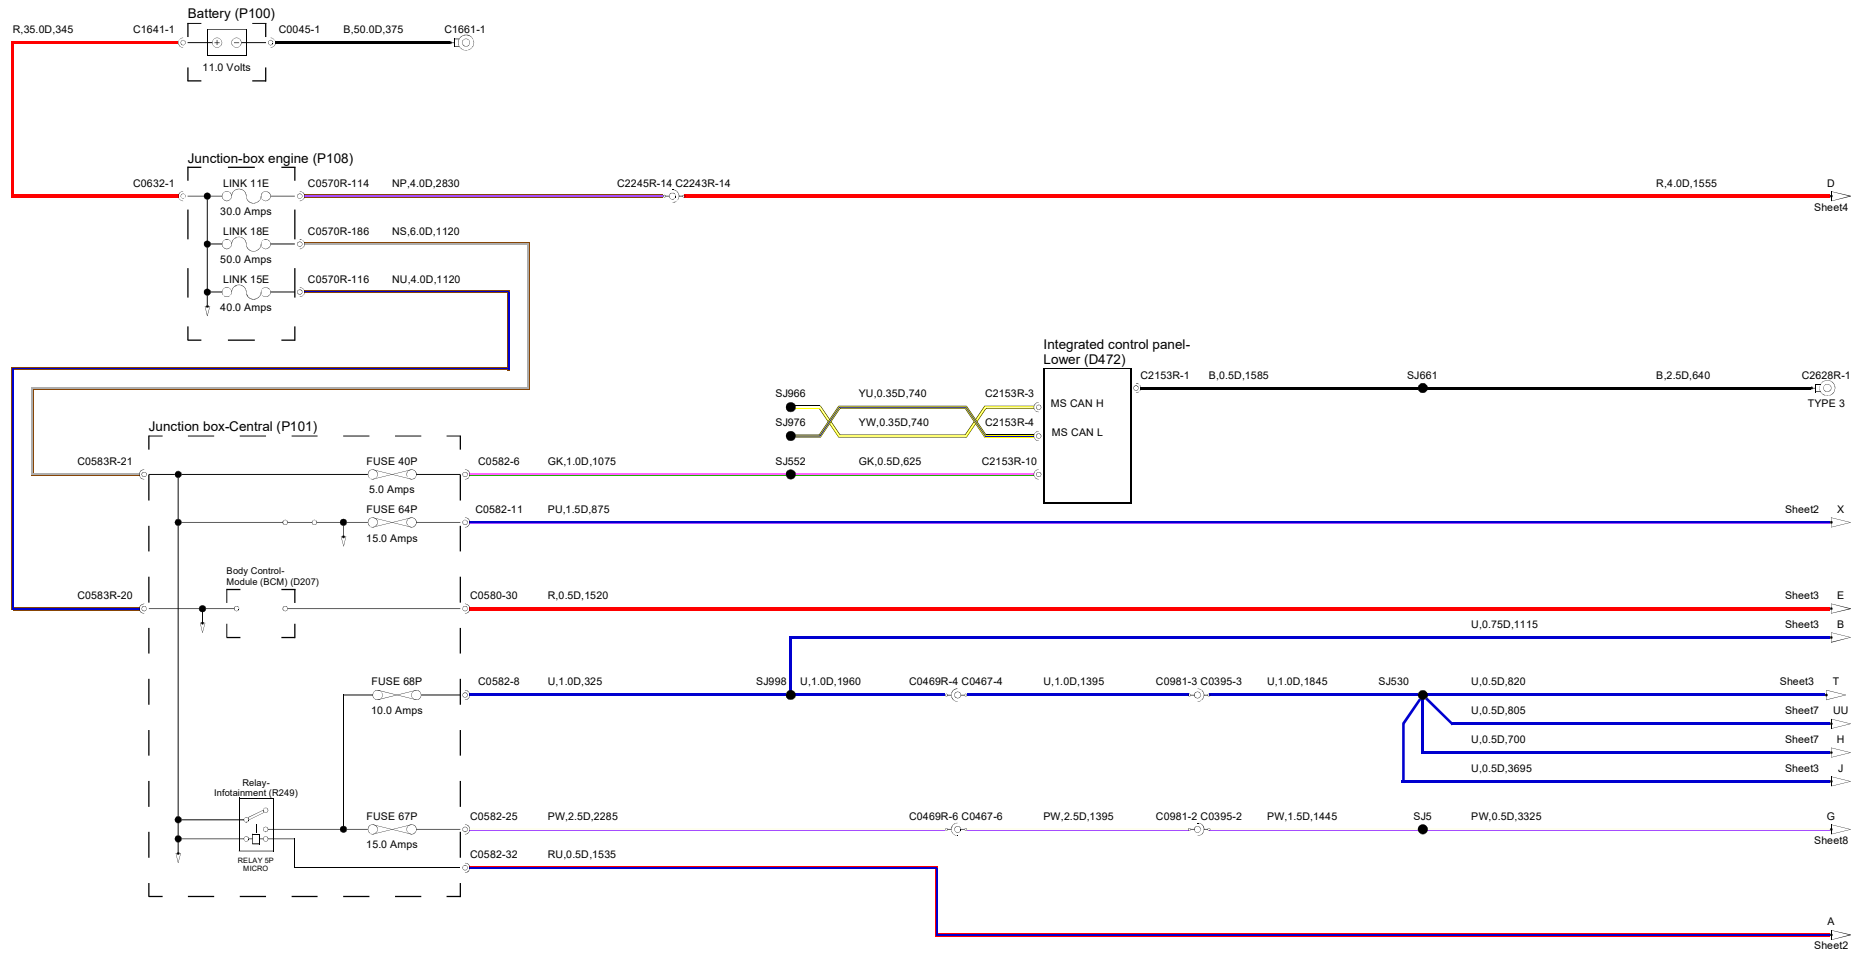 Battery (P100)
R,35.0D,345 C1641-1 C0045-1 B,50.0D,375 C1661-1
11.0 Volts
Junction-box engine (P108)
C0632-1 LINK 11E C0570R-114 NP,4.0D,2830 C2245R-14 C2243R-14 R,4.0D,1555 D
30.0 Amps Sheet4
LINK 18E C0570R-186 NS,6.0D,1120
50.0 Amps
LINK 15E C0570R-116 NU,4.0D,1120
40.0 Amps
Integrated control panel-
Lower (D472)
C2153R-1 B,0.5D,1585 SJ661 B,2.5D,640 C2628R-1
TYPE 3
SJ966 YU,0.35D,740 C2153R-3 MS CAN H
SJ976 YW,0.35D,740 C2153R-4 MS CAN L
Junction box-Central (P101)
C0583R-21 FUSE 40P C0582-6 GK,1.0D,1075 SJ552 GK,0.5D,625 C2153R-10
5.0 Amps
FUSE 64P C0582-11 PU,1.5D,875 Sheet2 X
15.0 Amps
Body Control-
Module (BCM) (D207)
C0583R-20 C0580-30 R,0.5D,1520 Sheet3 E
U,0.75D,1115 Sheet3 B
FUSE 68P C0582-8 U,1.0D,325 SJ998 U,1.0D,1960 C0469R-4 C0467-4 U,1.0D,1395 C0981-3 C0395-3 U,1.0D,1845 SJ530 U,0.5D,820 Sheet3 T
10.0 Amps
U,0.5D,805 Sheet7 UU
U,0.5D,700 Sheet7 H
U,0.5D,3695 Sheet3 J
Relay-
Infotainment (R249)
FUSE 67P C0582-25 PW,2.5D,2285 C0469R-6 C0467-6 PW,2.5D,1395 C0981-2 C0395-2 PW,1.5D,1445 SJ5 PW,0.5D,3325 G
15.0 Amps Sheet8
C0582-32 RU,0.5D,1535
RELAY 5P
MICRO
A
Sheet2